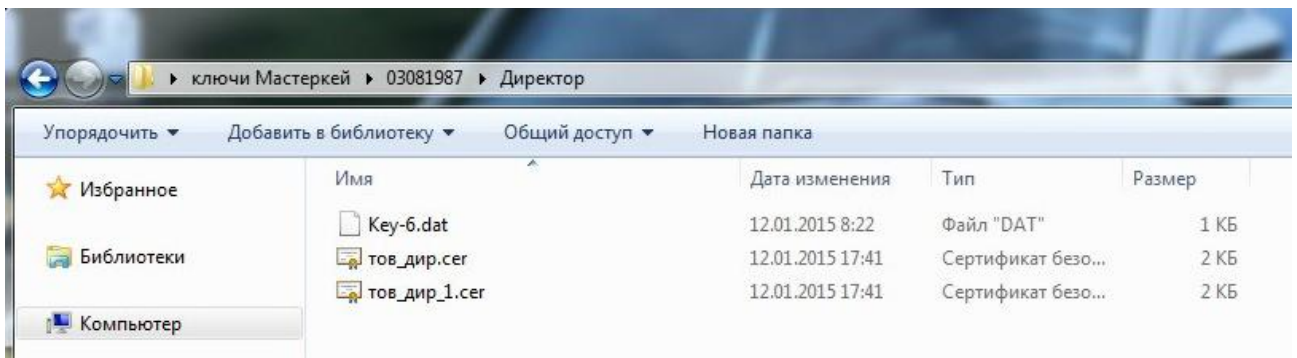 ключи Мастеркей ▸ 03081987 ▸ Директор
Упорядочить ▾ Добавить в библиотеку ▾ Общий доступ ▾ Новая папка
Избранное
Библиотеки
Компьютер
Имя Дата изменения Тип Размер
Key-6.dat 12.01.2015 8:22 Файл "DAT" 1 КБ
тов_дир.cer 12.01.2015 17:41 Сертификат безо... 2 КБ
тов_дир_1.cer 12.01.2015 17:41 Сертификат безо... 2 КБ